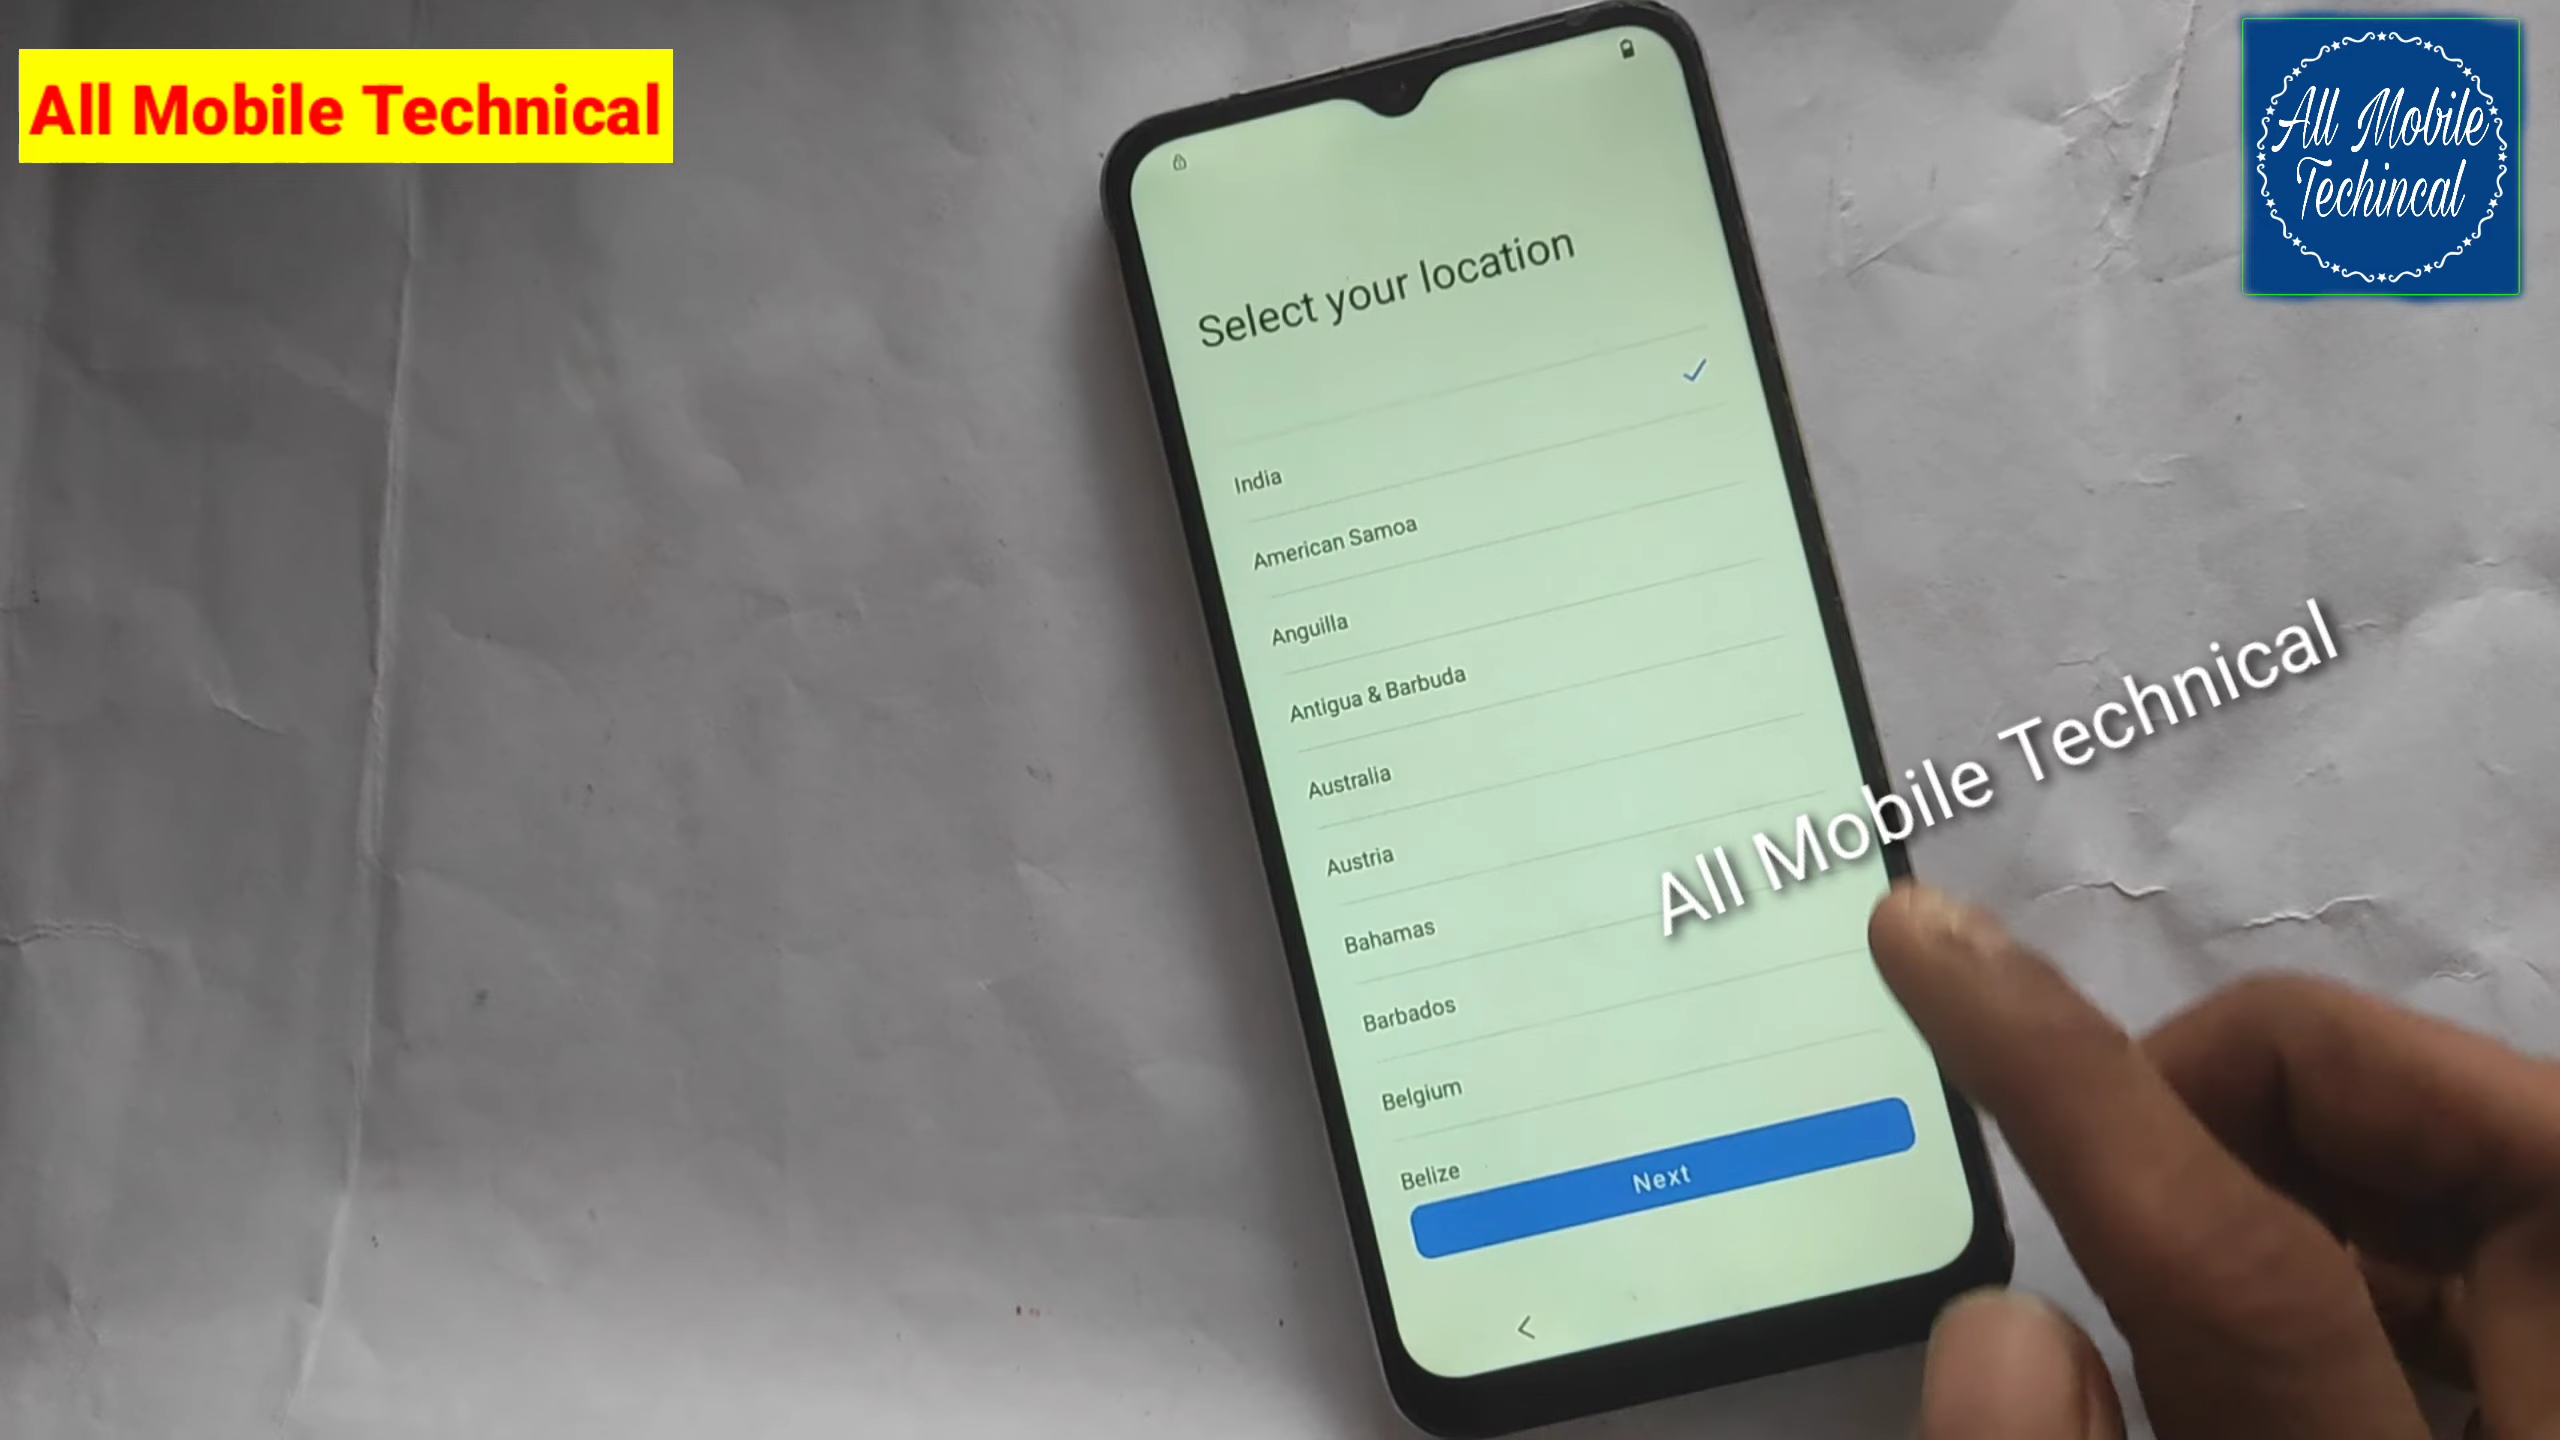 All Mobile Technical
All Mobile
Techincal
Select your location
India
American Samoa
Anguilla
Antigua & Barbuda
Australia
Austria
Bahamas
Barbados
Belgium
Belize
Next
All Mobile Technical